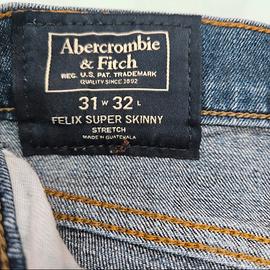 Abercrombie
& Fitch
REG. U.S. PAT. TRADEMARK
QUALITY SINCE 1892
31 W 32 L
FELIX SUPER SKINNY
STRETCH
MADE IN GUATEMALA